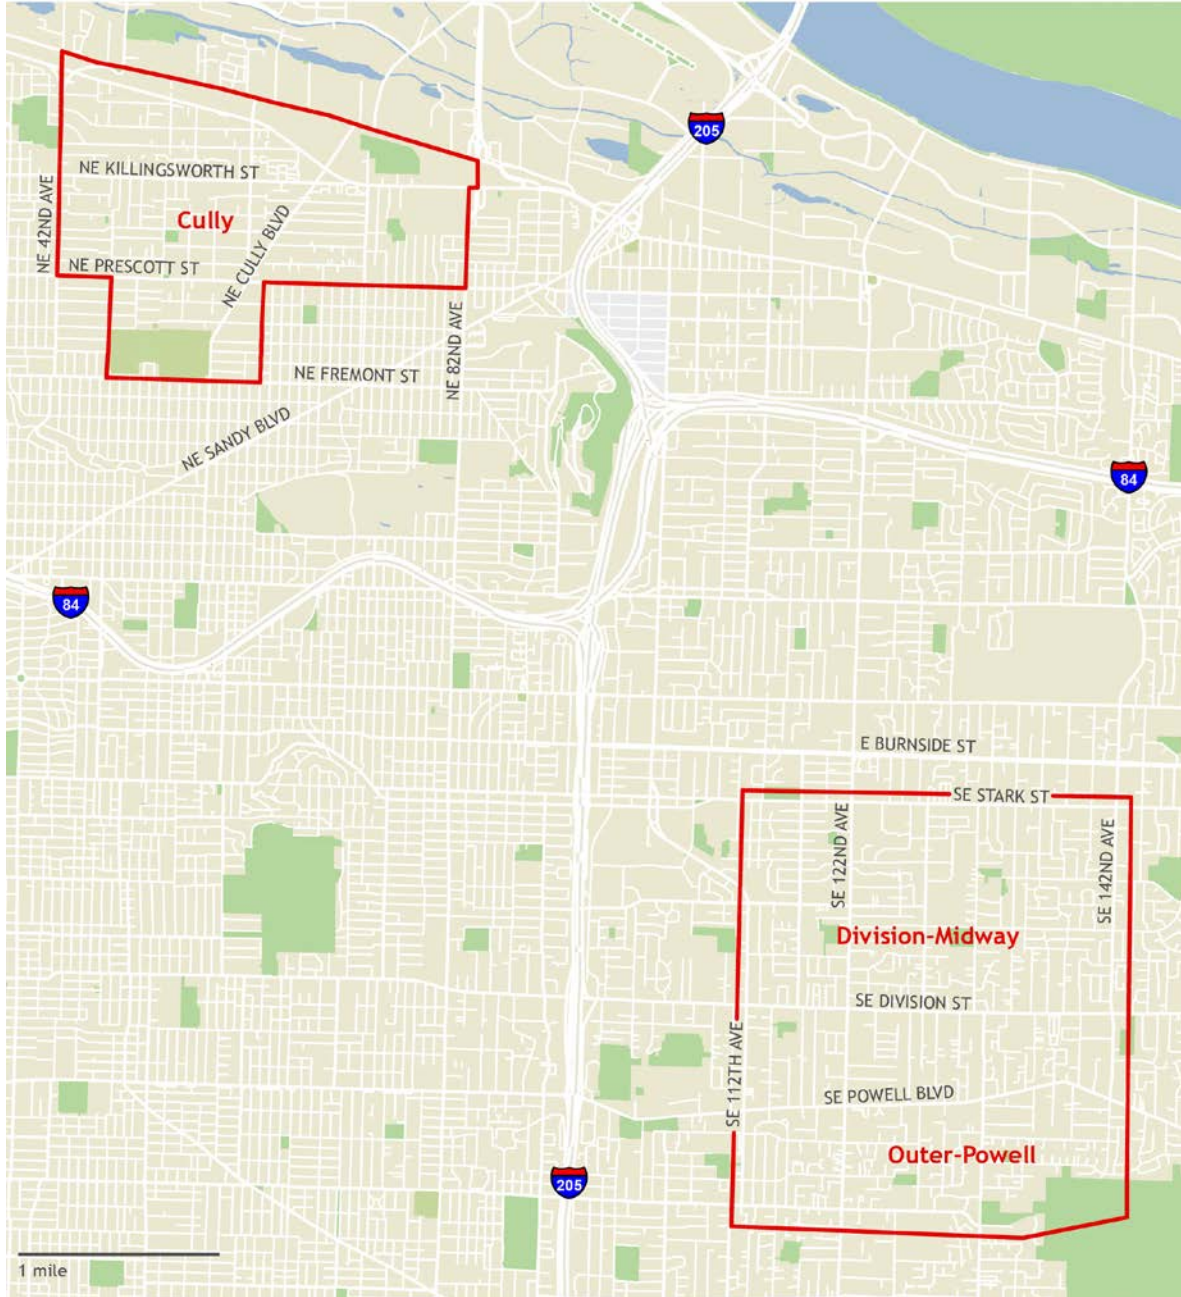 205
NE KILLINGSWORTH ST
NE 42ND AVE
Cully
NE CULLY BLVD
NE PRESCOTT ST
NE 82ND AVE
NE FREMONT ST
NE SANDY BLVD
84
84
E BURNSIDE ST
SE STARK ST
SE 122ND AVE
SE 142ND AVE
Division-Midway
SE DIVISION ST
SE 112TH AVE
SE POWELL BLVD
Outer-Powell
205
1 mile